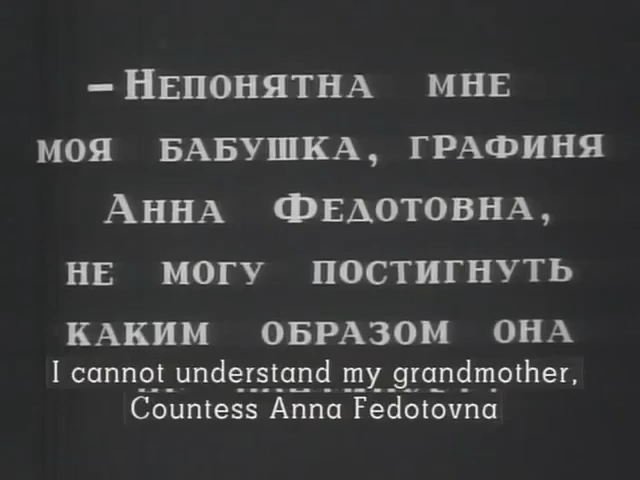 – Непонятна мне
моя бабушка, графиня
Анна Федотовна,
не могу постигнуть
каким образом она
I cannot understand my grandmother,
Countess Anna Fedotovna